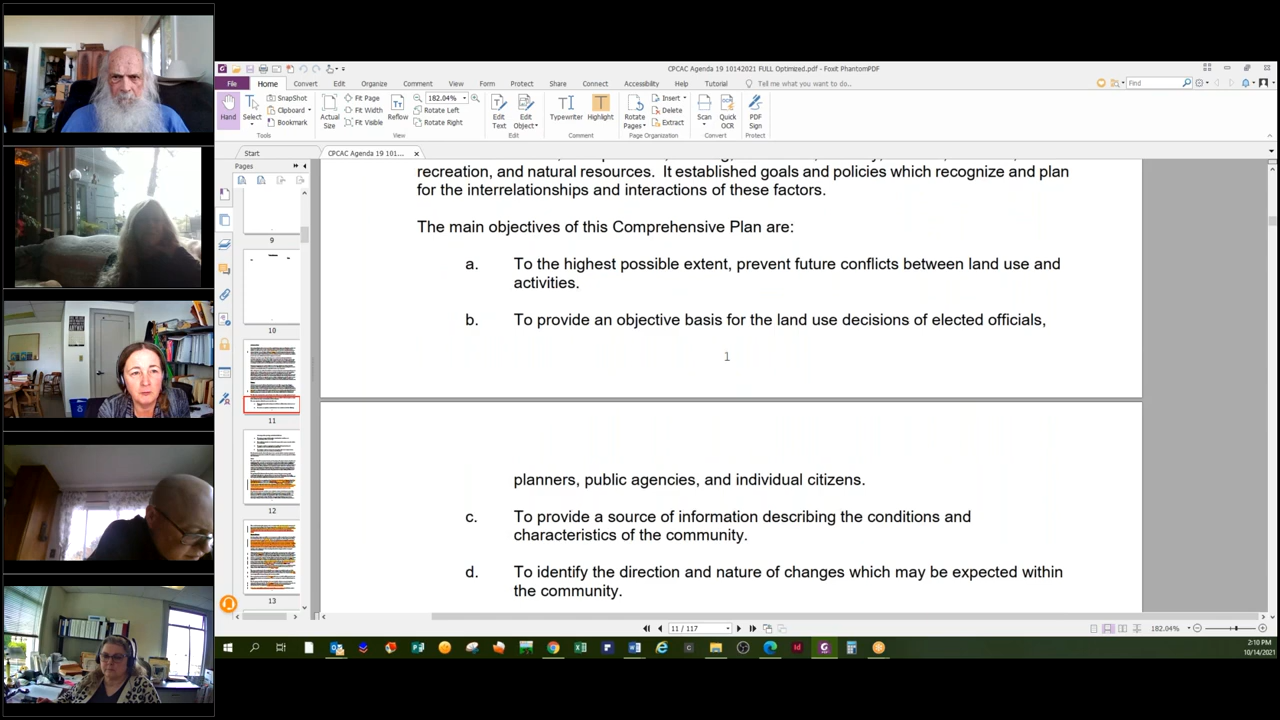 CPCAC Agenda 19 10142021 FULL Optimized.pdf - Foxit PhantomPDF
File Home Convert Edit Organize Comment View Form Protect Share Connect Accessibility Help Tutorial Tell me what you want to do... Find
Hand
Select
SnapShot
Clipboard
Bookmark
Tools
Actual Size
Fit Page
Fit Width
Fit Visible
Reflow
182.04%
Rotate Left
Rotate Right
View
Edit Text
Edit Object
Edit
Typewriter
Highlight
Comment
Rotate Pages
Insert
Delete
Extract
Page Organization
Scan
Quick OCR
Convert
PDF Sign
Protect
Start
CPCAC Agenda 19 101...
Pages
9
10
11
12
13
recreation, and natural resources. It established goals and policies which recognize and plan
for the interrelationships and interactions of these factors.
The main objectives of this Comprehensive Plan are:
a. To the highest possible extent, prevent future conflicts between land use and
activities.
b. To provide an objective basis for the land use decisions of elected officials,
1
planners, public agencies, and individual citizens.
c. To provide a source of information describing the conditions and
characteristics of the community.
d. To identify the direction and nature of changes which may be desired within
the community.
11 / 117
182.04%
2:10 PM
10/14/2021